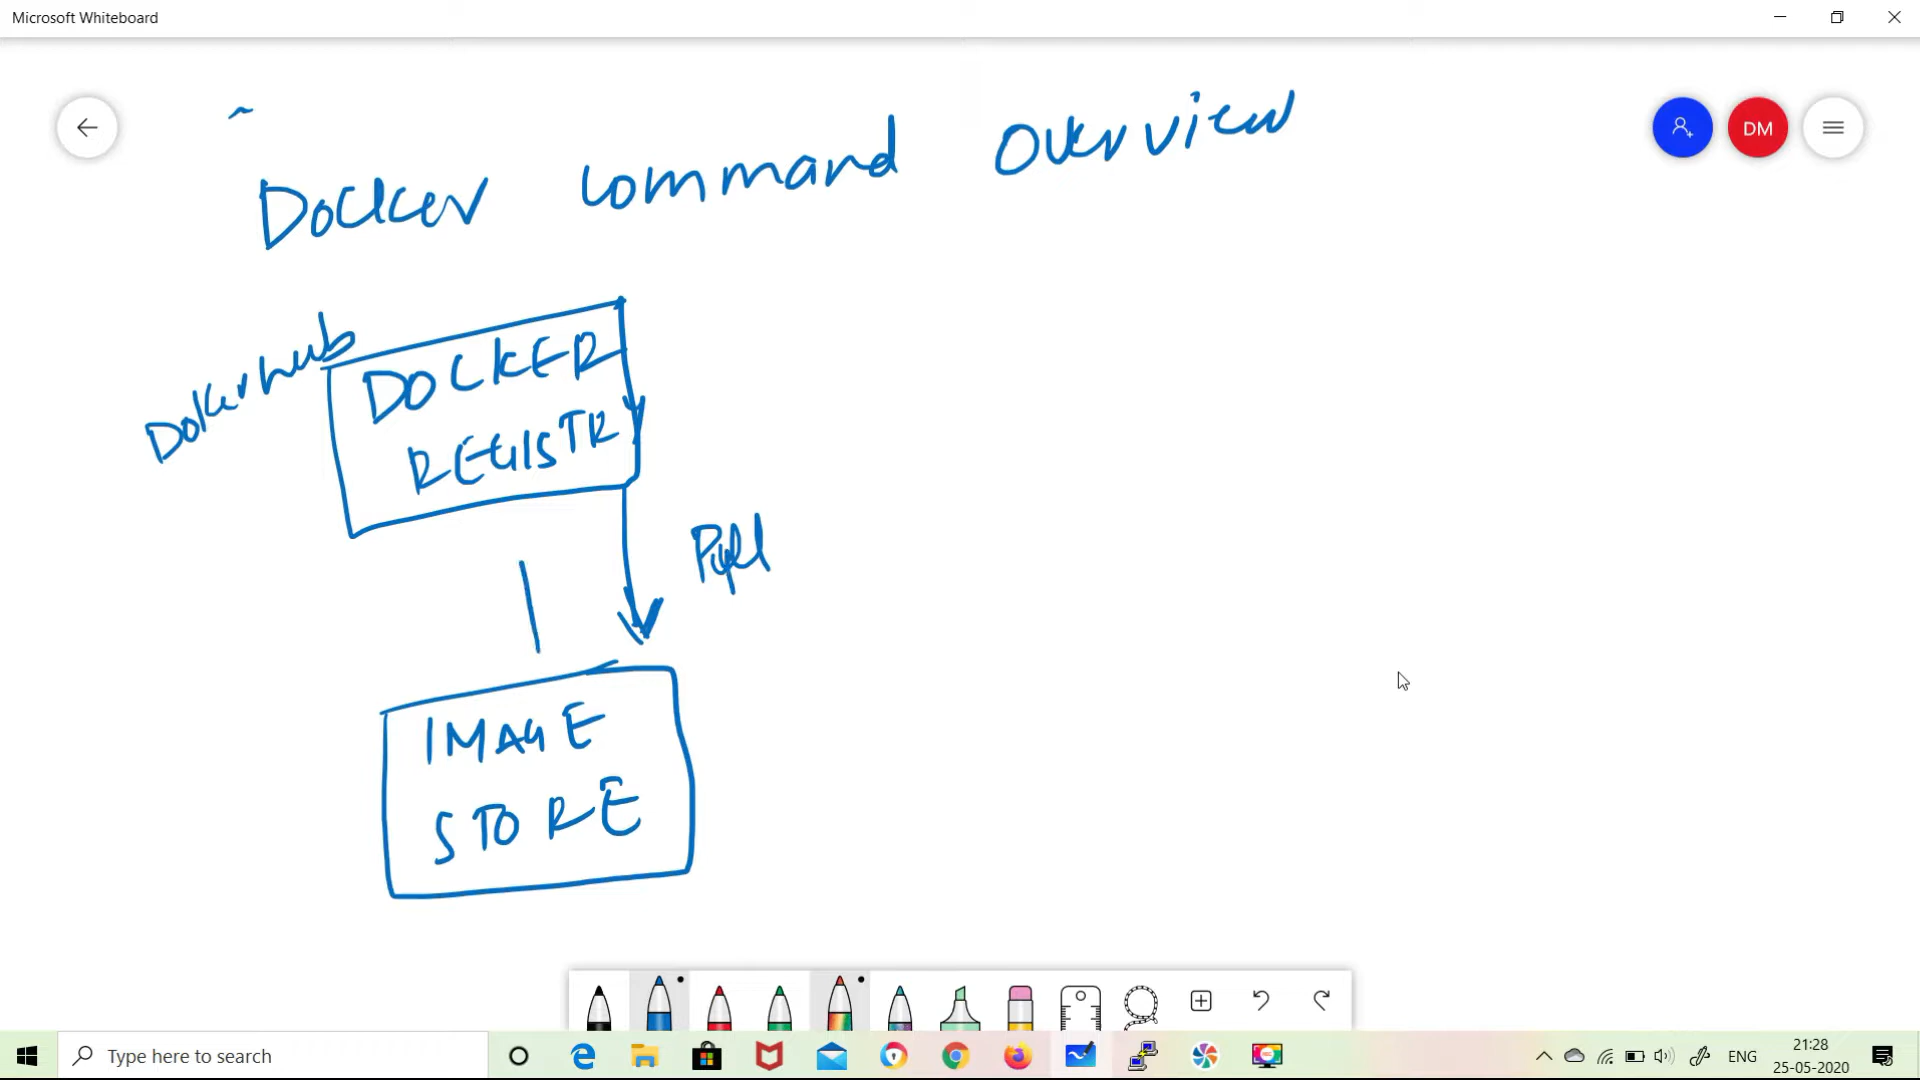 Microsoft Whiteboard
DM
Docker command overview
Dokerhub
DOCKER
REGISTR
Pull
IMAGE
STORE
Type here to search
ENG
21:28
25-05-2020